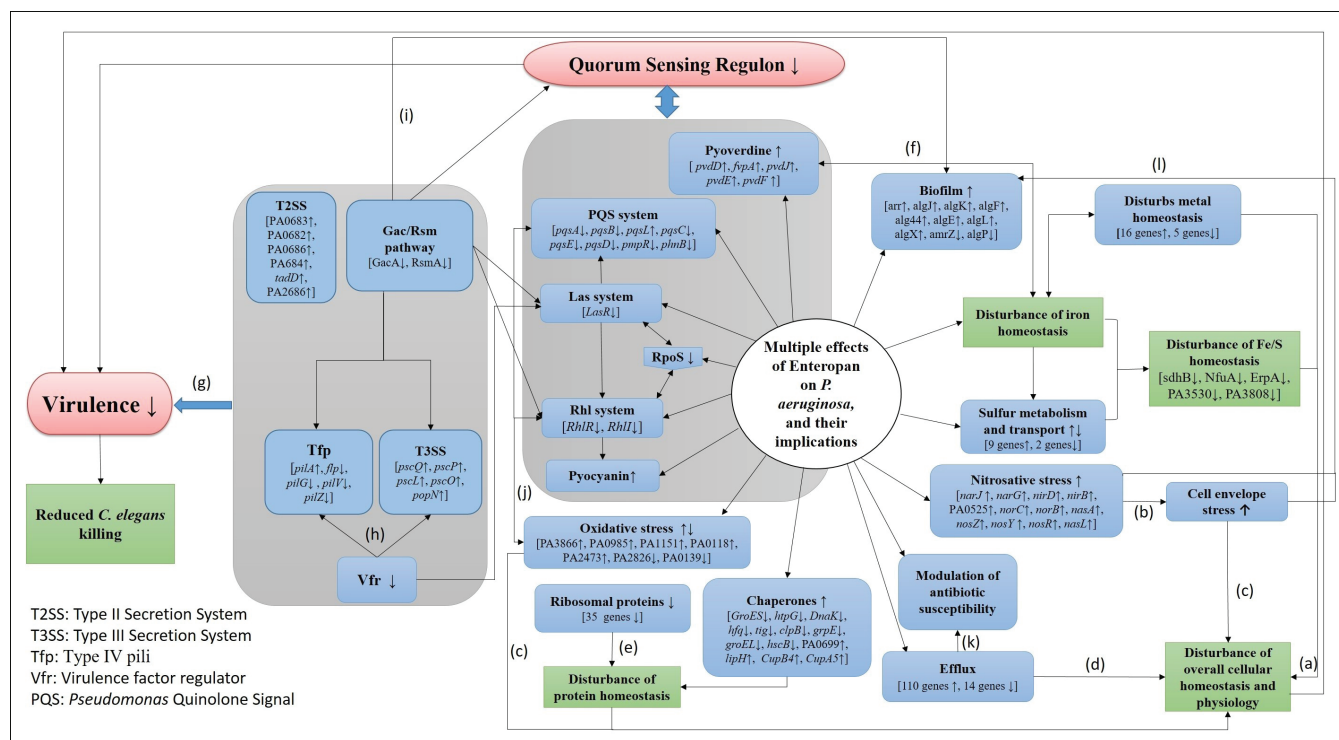 Quorum Sensing Regulon ↓
(i)
Pyoverdine ↑
[ pvdD↑, fvpA↑, pvdJ↑,
pvdE↑, pvdF ↑]
(f)
(l)
Biofilm ↑
[arr↑, algJ↑, algK↑, algF↑,
alg44↑, algE↑, algL↑,
algX↑, amrZ↓, algP↓]
Disturbs metal
homeostasis
[16 genes↑, 5 genes↓]
T2SS
[PA0683↑,
PA0682↑,
PA0686↑,
PA684↑,
tadD↑,
PA2686↑]
Gac/Rsm
pathway
[GacA↓, RsmA↓]
PQS system
[pqsA↓, pqsB↓, pqsL↑, pqsC↓,
pqsE↓, pqsD↓, pmpR↓, phnB↓]
Las system
[LasR↓]
RpoS ↓
Rhl system
[RhlR↓, RhlI↓]
Pyocyanin↑
Multiple effects
of Enteropan
on P.
aeruginosa,
and their
implications
Disturbance of iron
homeostasis
Disturbance of Fe/S
homeostasis
[sdhB↓, NfuA↓, ErpA↓,
PA3530↓, PA3808↓]
Sulfur metabolism
and transport ↑↓
[9 genes↑, 2 genes↓]
Virulence ↓
(g)
Tfp
[pilA↑, flp↓,
pilG↓ , pilV↓,
pilZ↓]
T3SS
[pscQ↑, pscP↑,
pscL↑, pscO↑,
popN↑]
(h)
Vfr ↓
Reduced C. elegans
killing
(j)
Oxidative stress ↑↓
[PA3866↑, PA0985↑, PA1151↑, PA0118↑,
PA2473↑, PA2826↓, PA0139↓]
Nitrosative stress ↑
[narJ ↑, narG↑, nirD↑, nirB↑,
PA0525↑, norC↑, norB↑, nasA↑,
nosZ↑, nosY ↑, nosR↑, nasL↑]
(b)
Cell envelope
stress ↑
Ribosomal proteins ↓
[35 genes ↓]
(c)
(e)
Disturbance of
protein homeostasis
Chaperones ↑
[GroES↓, htpG↓, DnaK↓,
hfq↓, tig↓, clpB↓, grpE↓,
groEL↓, hscB↓, PA0699↑,
lipH↑, CupB4↑, CupA5↑]
Modulation of
antibiotic
susceptibility
(k)
Efflux
[110 genes ↑, 14 genes ↓]
(d)
(c)
(a)
Disturbance of
overall cellular
homeostasis and
physiology
T2SS: Type II Secretion System
T3SS: Type III Secretion System
Tfp: Type IV pili
Vfr: Virulence factor regulator
PQS: Pseudomonas Quinolone Signal